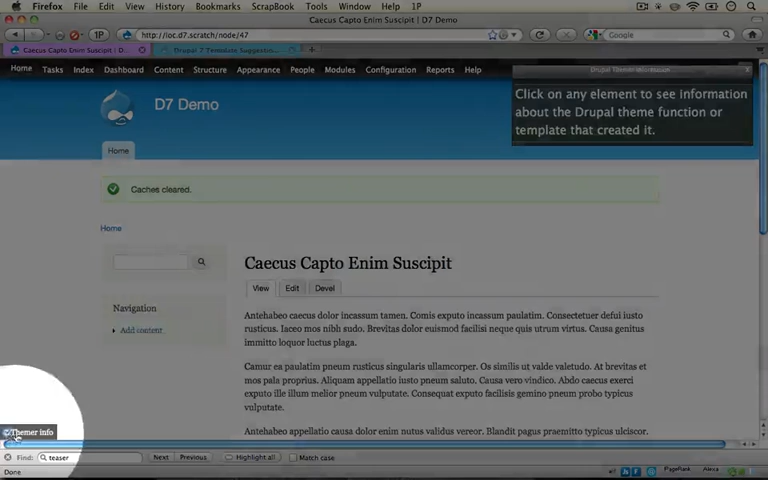 Firefox File Edit View History ScrapBook Tools Window Help 1P
Caecus Capto Enim Suscipit | D7 Demo
1P http://loc.d7.scratch/node/47 Google
Caecus Capto Enim Suscipit | D... Drupal 7 Template Suggestion...
Home Tasks Index Dashboard Content Structure Appearance People Modules Configuration Reports Help
Drupal Themer Information
Click on any element to see information
about the Drupal theme function or
template that created it.
D7 Demo
Home
Caches cleared.
Home
Caecus Capto Enim Suscipit
View Edit Devel
Navigation
Add content
Antehabeo caecus dolor incassum tamen. Comis exputo incassum paulatim. Consectetuer defui iusto
rusticus. Iaceo mos nibh sudo. Brevitas dolor euismod facilisi neque quis utrum virtus. Causa genitus
immitto loquor luctus plaga.
Camur ea paulatim pneum rusticus singularis ullamcorper. Os similis ut valde valetudo. At brevitas et
mos pala proprius. Aliquam appellatio iusto pneum saluto. Causa vero vindico. Abdo caecus exerci
exputo ille illum melior pneum vulputate. Consequat exputo facilisis gemino pneum proprius
vulputate.
Antehabeo appellatio causa dolor enim nutus validus verto. Blandit pagus praemitto typicus utrum.
Themer info
Find: teaser Next Previous Highlight all Match case
Done PageRank Alexa